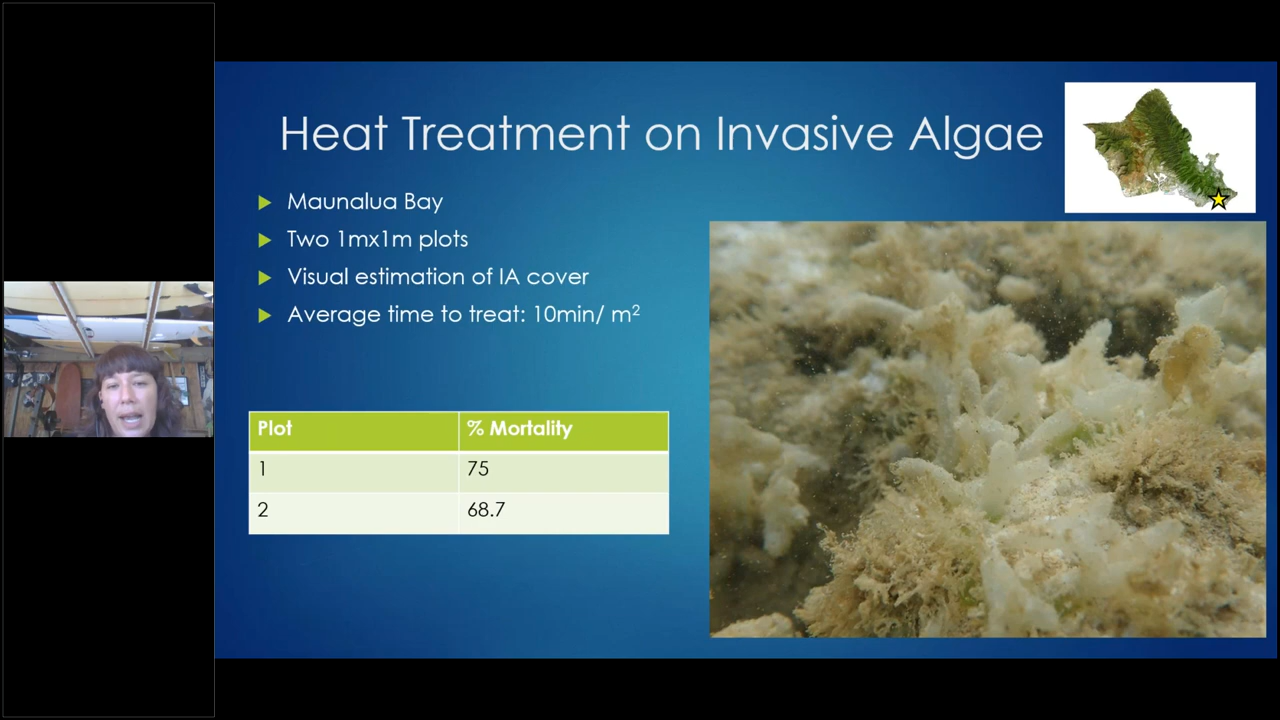 Heat Treatment on Invasive Algae
Maunalua Bay
Two 1mx1m plots
Visual estimation of IA cover
Average time to treat: 10min/ m²
Plot % Mortality
1 75
2 68.7